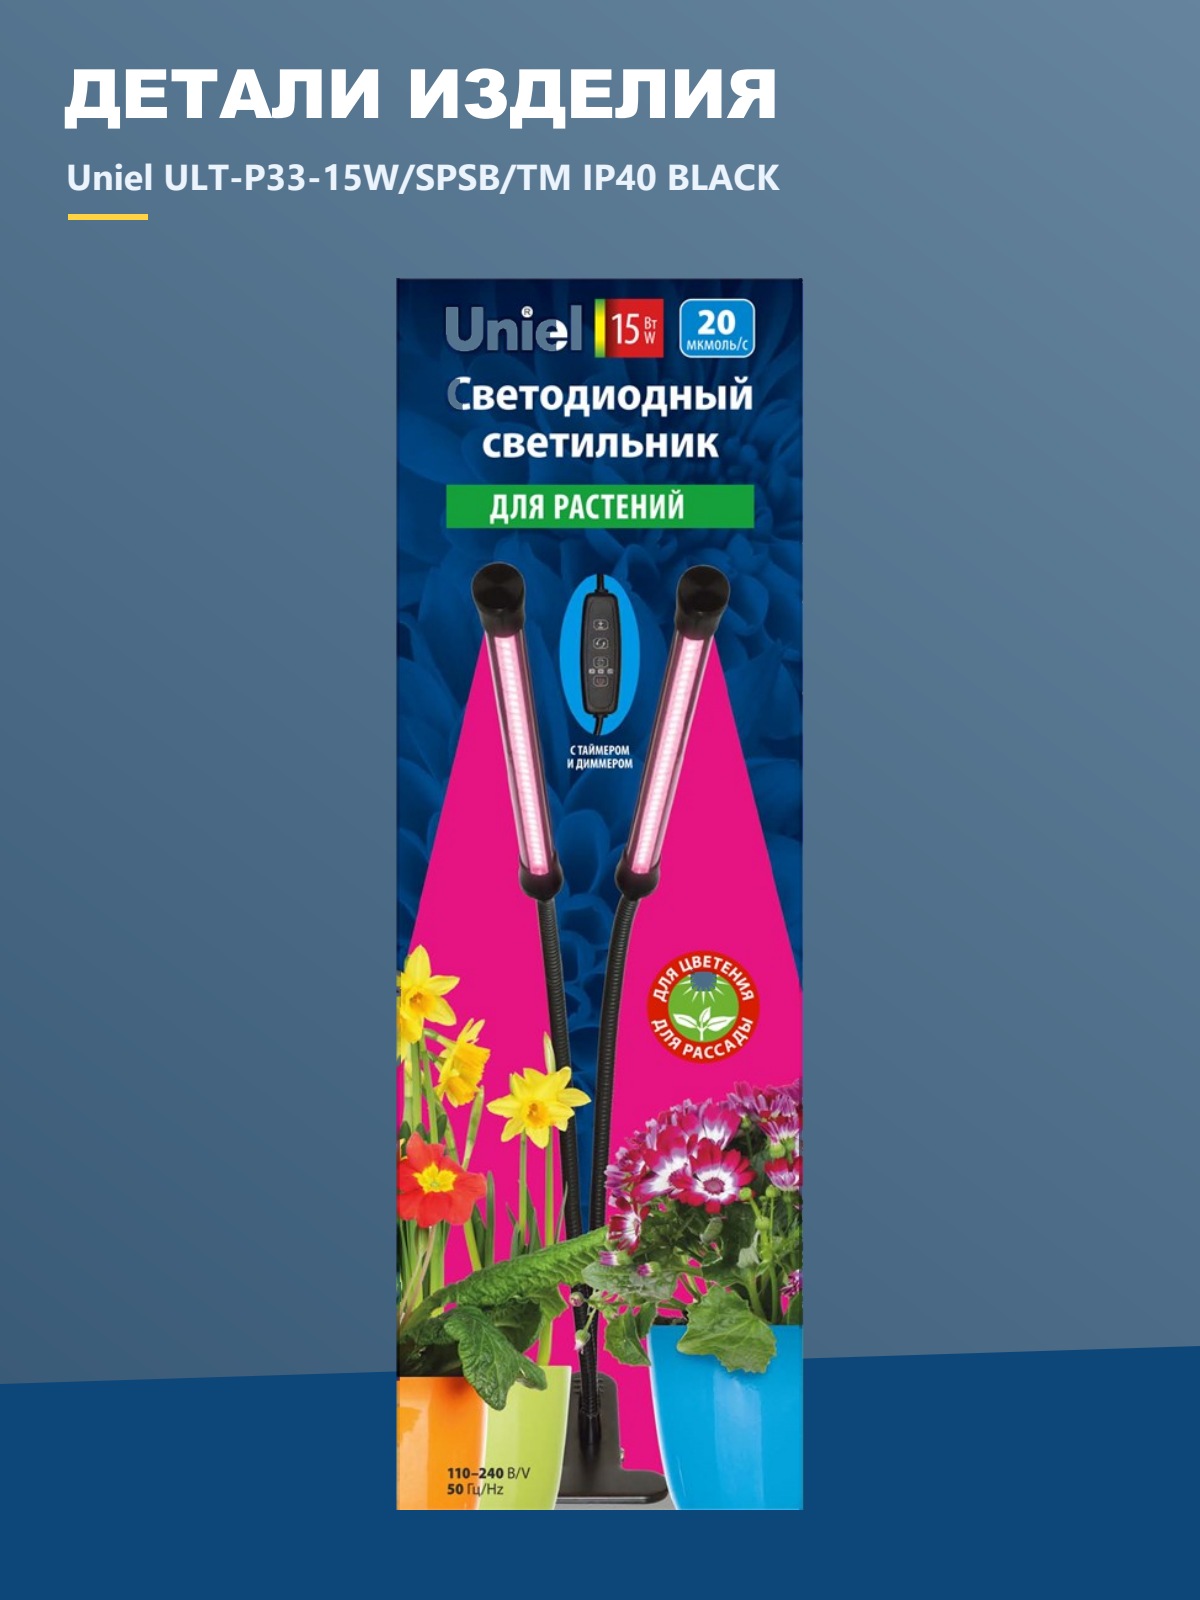 ДЕТАЛИ ИЗДЕЛИЯ
Uniel ULT-P33-15W/SPSB/TM IP40 BLACK
Uniel®
15 Вт W
20
мкмоль/с
Светодиодный
светильник
ДЛЯ РАСТЕНИЙ
С ТАЙМЕРОМ
И ДИММЕРОМ
ДЛЯ ЦВЕТЕНИЯ
ДЛЯ РАССАДЫ
110–240 В/V
50 Гц/Hz